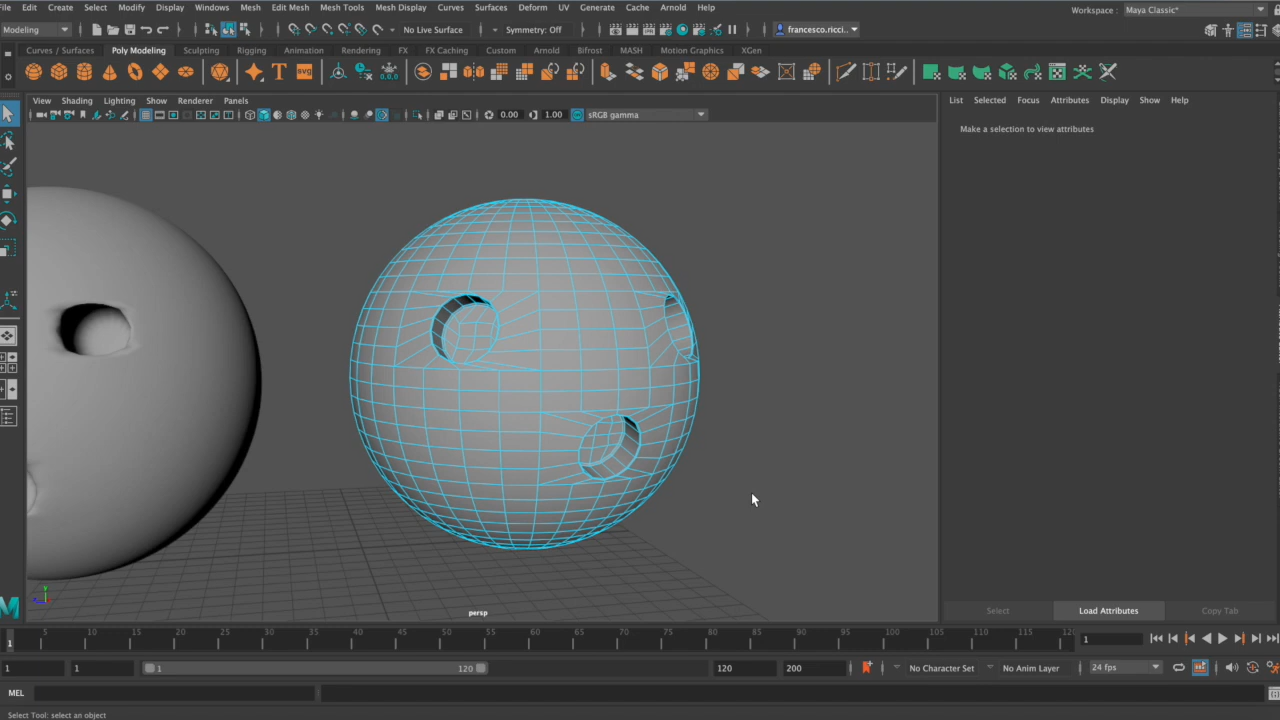 File Edit Create Select Modify Display Windows Mesh Edit Mesh Mesh Tools Mesh Display Curves Surfaces Deform UV Generate Cache Arnold Help
Workspace : Maya Classic*
Modeling No Live Surface Symmetry: Off francesco.ricci..
Curves / Surfaces Poly Modeling Sculpting Rigging Animation Rendering FX FX Caching Custom Arnold Bifrost MASH Motion Graphics XGen
View Shading Lighting Show Renderer Panels
List Selected Focus Attributes Display Show Help
0.00 1.00 sRGB gamma
Make a selection to view attributes
persp
Select Load Attributes Copy Tab
1 5 10 15 20 25 30 35 40 45 50 55 60 65 70 75 80 85 90 95 100 105 110 115 120
1
1 1 1 120 120 200 No Character Set No Anim Layer 24 fps
MEL
Select Tool: select an object